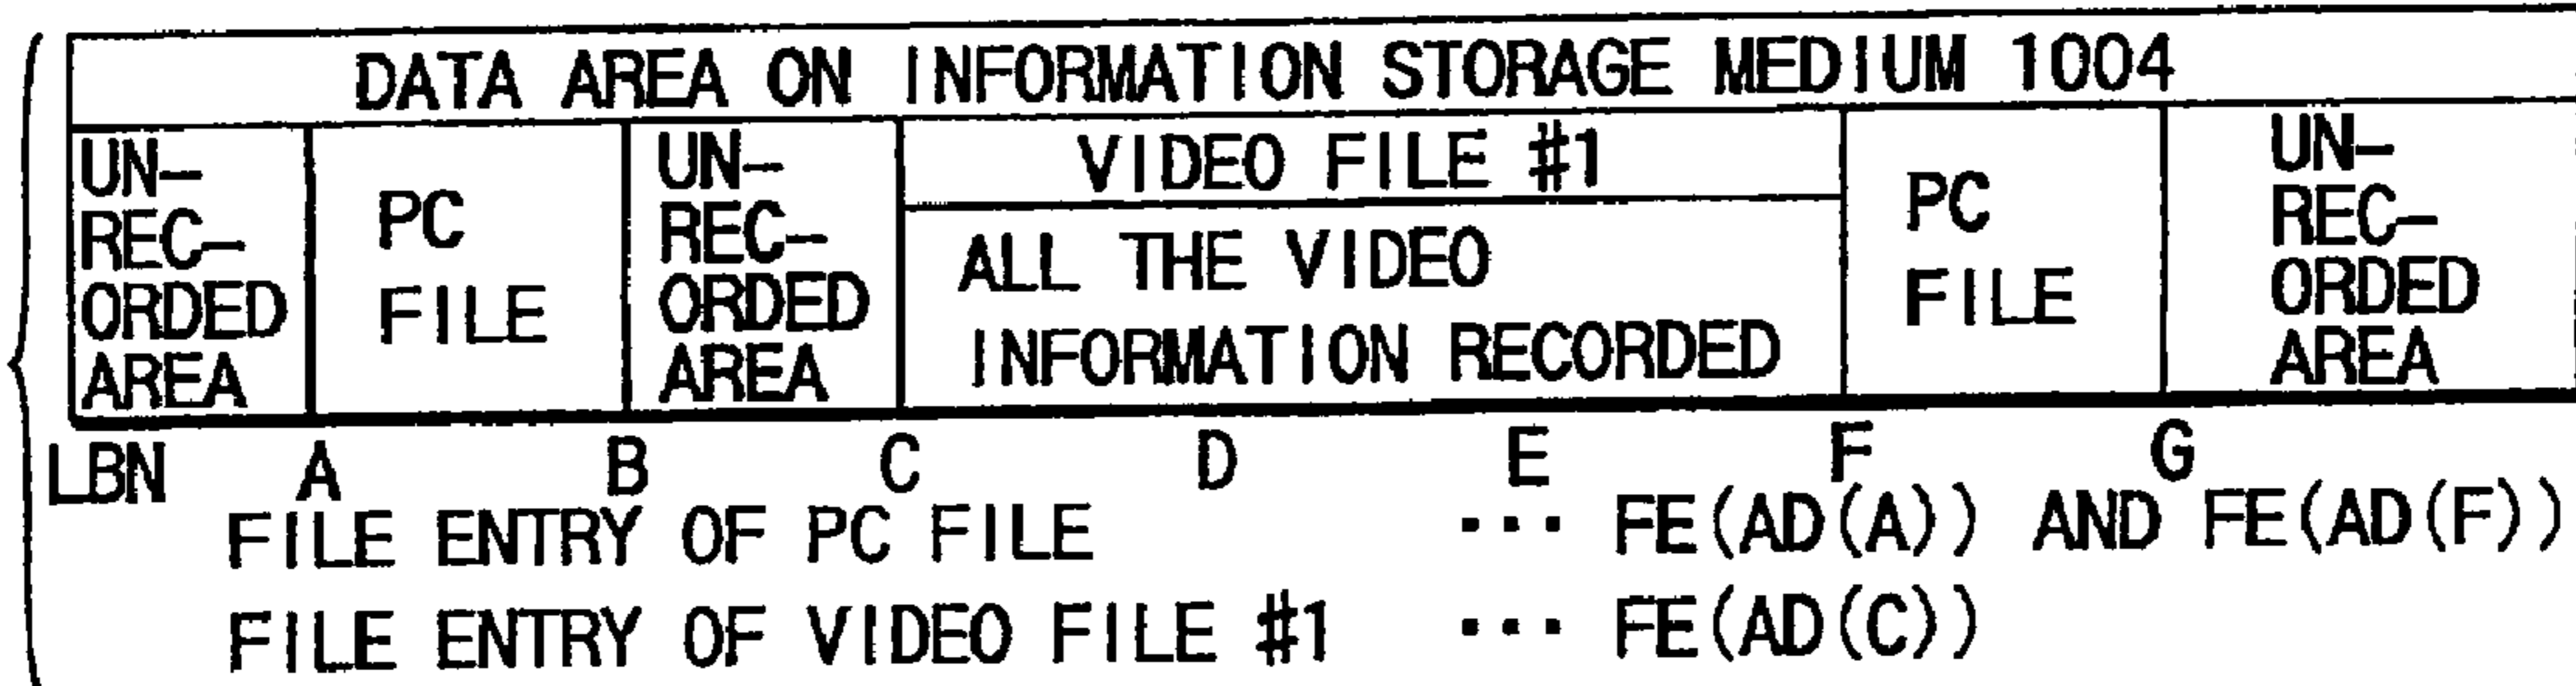 DATA AREA ON INFORMATION STORAGE MEDIUM 1004
UN-
REC-
ORDED
AREA
PC
FILE
UN-
REC-
ORDED
AREA
VIDEO FILE #1
ALL THE VIDEO
INFORMATION RECORDED
PC
FILE
UN-
REC-
ORDED
AREA
LBN A B C D E F G
FILE ENTRY OF PC FILE ··· FE(AD(A)) AND FE(AD(F))
FILE ENTRY OF VIDEO FILE #1 ··· FE(AD(C))